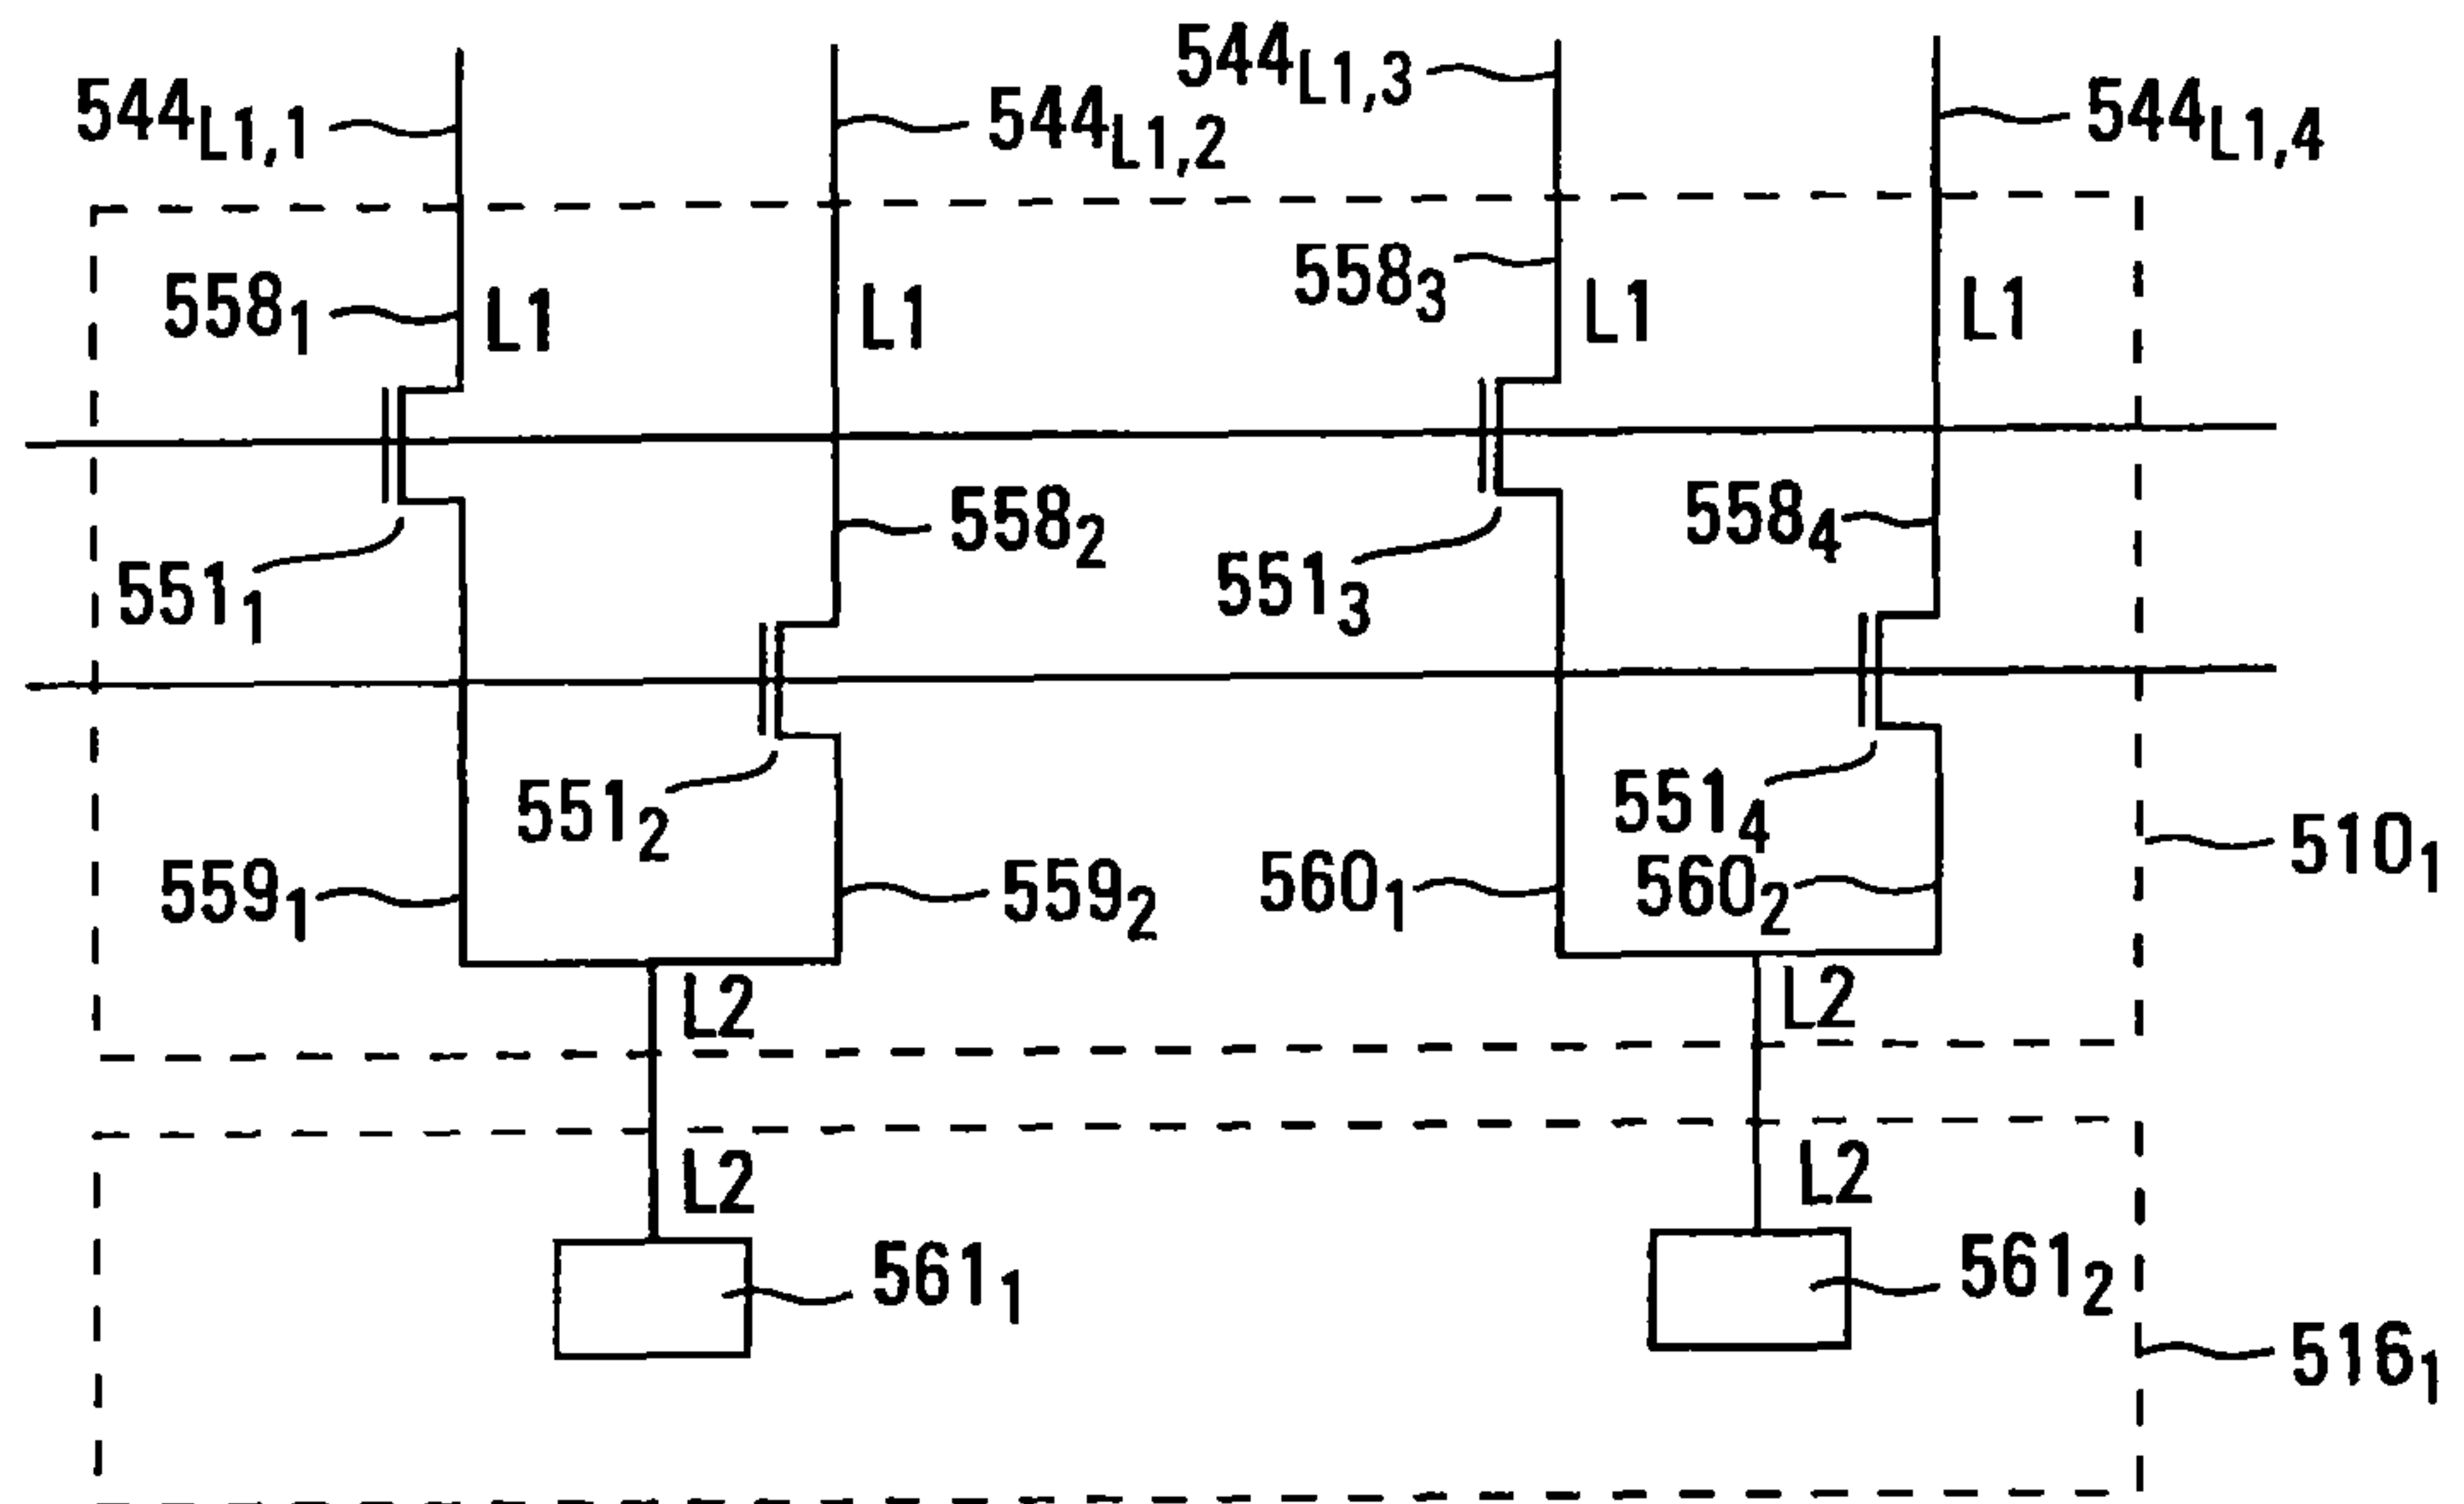 544L1,3
544L1,1
544L1,2
544L1,4
558₁
L1
L1
558₃
L1
L1
558₂
558₄
551₁
551₃
551₂
551₄
510₁
559₁
559₂
560₁
560₂
L2
L2
L2
L2
561₁
561₂
516₁